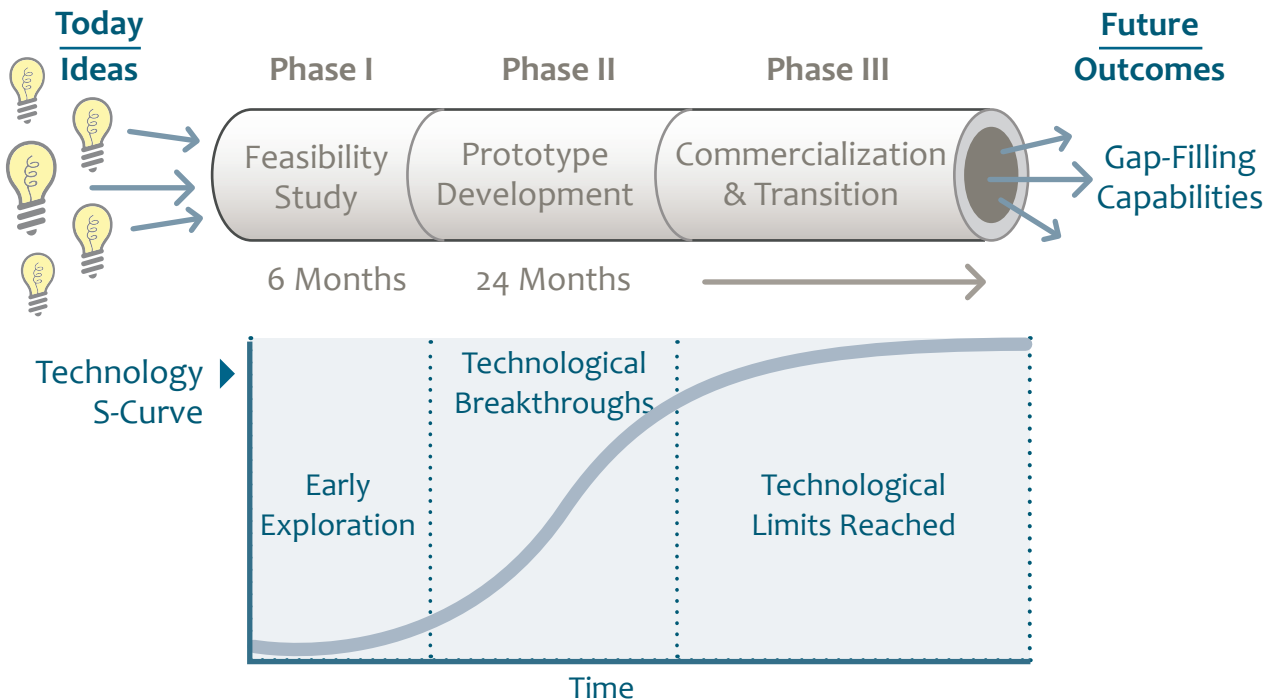 Today
Ideas
Phase I
Phase II
Phase III
Future
Outcomes
Feasibility
Study
Prototype
Development
Commercialization
& Transition
Gap-Filling
Capabilities
6 Months
24 Months
Technology
S-Curve
Early
Exploration
Technological
Breakthroughs
Technological
Limits Reached
Time